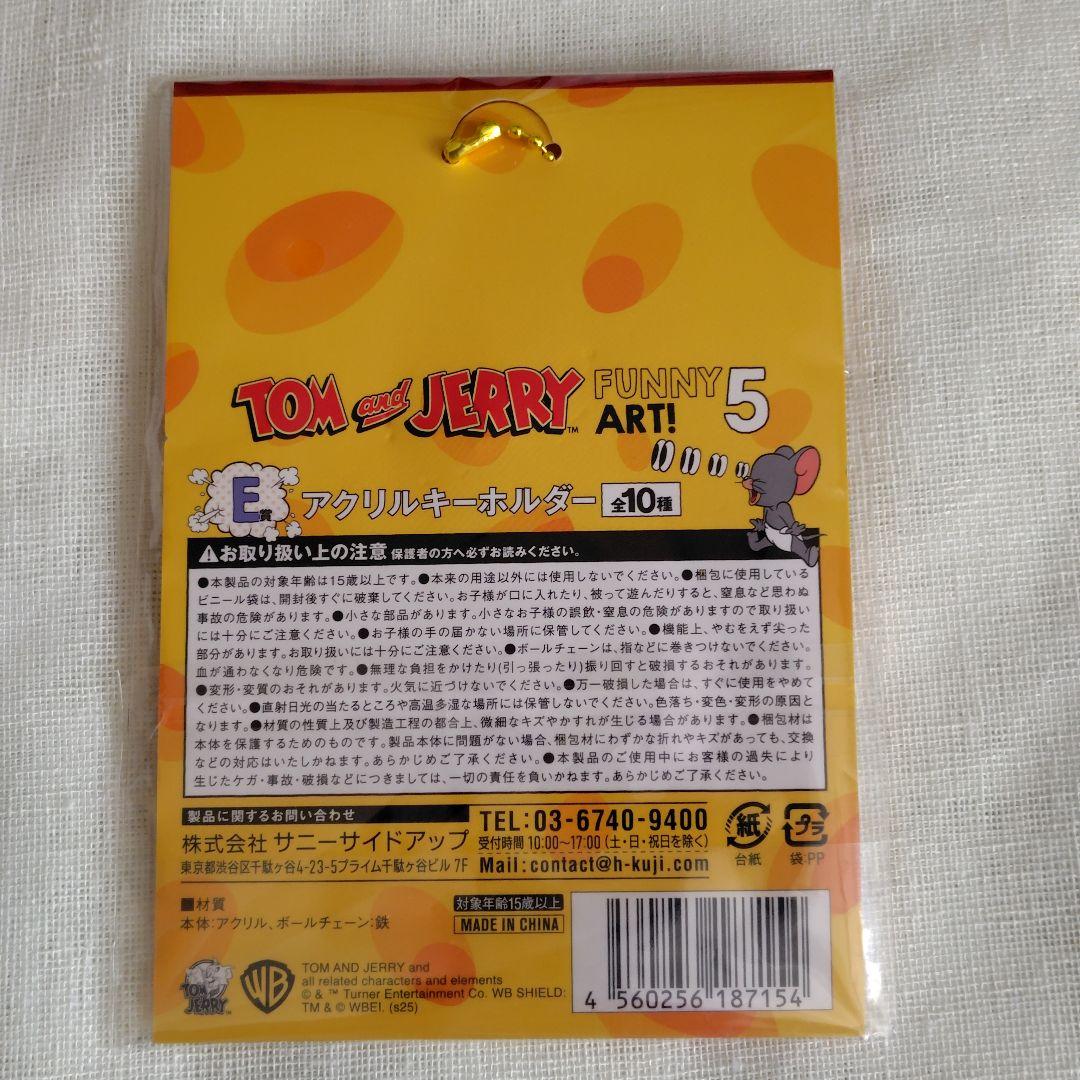 TOM and JERRY™ FUNNY ART! 5
E賞 アクリルキーホルダー 全10種
お取り扱い上の注意 保護者の方へ必ずお読みください。
●本製品の対象年齢は15歳以上です。●本来の用途以外には使用しないでください。●梱包に使用している
ビニール袋は、開封後すぐに破棄してください。お子様が口に入れたり、被って遊んだりすると、窒息など思わぬ
事故の危険があります。●小さな部品があります。小さなお子様の誤飲・窒息の危険がありますので取り扱い
には十分にご注意ください。●お子様の手の届かない場所に保管してください。●機能上、やむをえず尖った
部分があります。お取り扱いには十分にご注意ください。●ボールチェーンは、指などに巻きつけないでください。
血が通わなくなり危険です。●無理な負担をかけたり(引っ張ったり)振り回すと破損するおそれがあります。
●変形・変質のおそれがあります。火気に近づけないでください。●万一破損した場合は、すぐに使用をやめて
ください。●直射日光の当たるところや高温多湿な場所には保管しないでください。色落ち・変色・変形の原因と
なります。●材質の性質上及び製造工程の都合上、微細なキズやかすれが生じる場合があります。●梱包材は
本体を保護するためのものです。製品本体に問題がない場合、梱包材にわずかな折れやキズがあっても、交換
などの対応はいたしかねます。あらかじめご了承ください。●本製品のご使用中にお客様の過失により
生じたケガ・事故・破損などにつきましては、一切の責任を負いかねます。あらかじめご了承ください。
製品に関するお問い合わせ
株式会社 サニーサイドアップ
東京都渋谷区千駄ヶ谷4-23-5プライム千駄ヶ谷ビル 7F
TEL:03-6740-9400
受付時間 10:00〜17:00 (土・日・祝日を除く)
Mail:contact@h-kuji.com
紙
台紙
プラ
袋:PP
■材質
本体:アクリル、ボールチェーン:鉄
対象年齢15歳以上
MADE IN CHINA
TOM and JERRY
WB
TOM AND JERRY and
all related characters and elements
© & ™ Turner Entertainment Co. WB SHIELD:
TM & © WBEI. (s25)
4 560256 187154